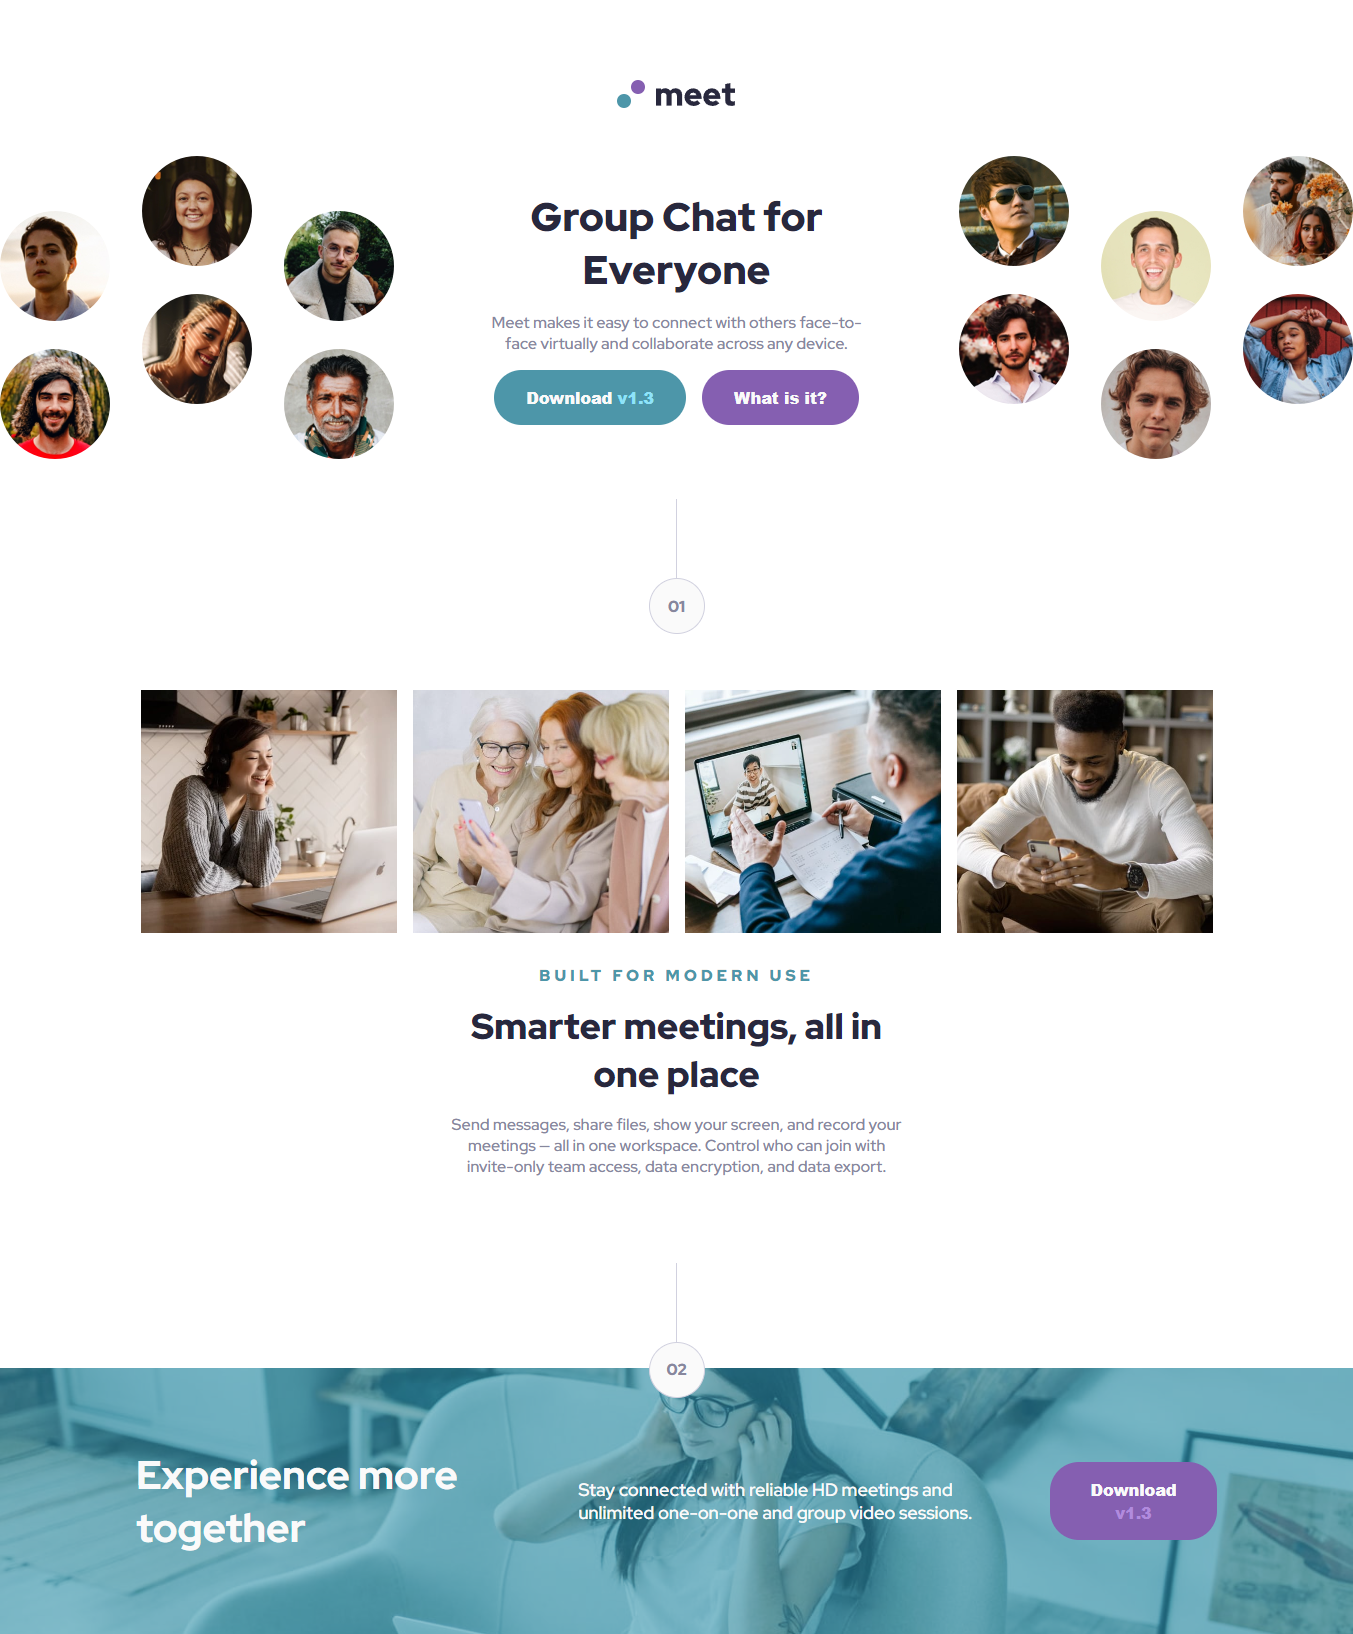 meet
Group Chat for
Everyone
Meet makes it easy to connect with others face-to-
face virtually and collaborate across any device.
Download v1.3
What is it?
01
BUILT FOR MODERN USE
Smarter meetings, all in
one place
Send messages, share files, show your screen, and record your
meetings — all in one workspace. Control who can join with
invite-only team access, data encryption, and data export.
02
Experience more
together
Stay connected with reliable HD meetings and
unlimited one-on-one and group video sessions.
Download
v1.3